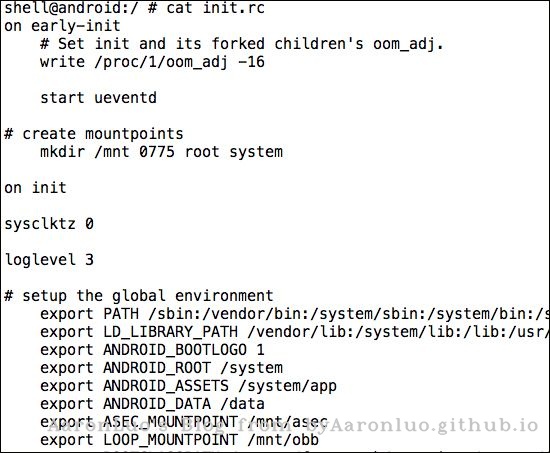 shell@android:/ # cat init.rc
on early-init
    # Set init and its forked children's oom_adj.
    write /proc/1/oom_adj -16
    start ueventd
# create mountpoints
    mkdir /mnt 0775 root system
on init
sysclktz 0
loglevel 3
# setup the global environment
    export PATH /sbin:/vendor/bin:/system/sbin:/system/bin:/s
    export LD_LIBRARY_PATH /vendor/lib:/system/lib:/lib:/usr/
    export ANDROID_BOOTLOGO 1
    export ANDROID_ROOT /system
    export ANDROID_ASSETS /system/app
    export ANDROID_DATA /data
    export ASEC_MOUNTPOINT /mnt/asec
AaronLuo's Blog from byAaronluo.github.io
    export LOOP_MOUNTPOINT /mnt/obb